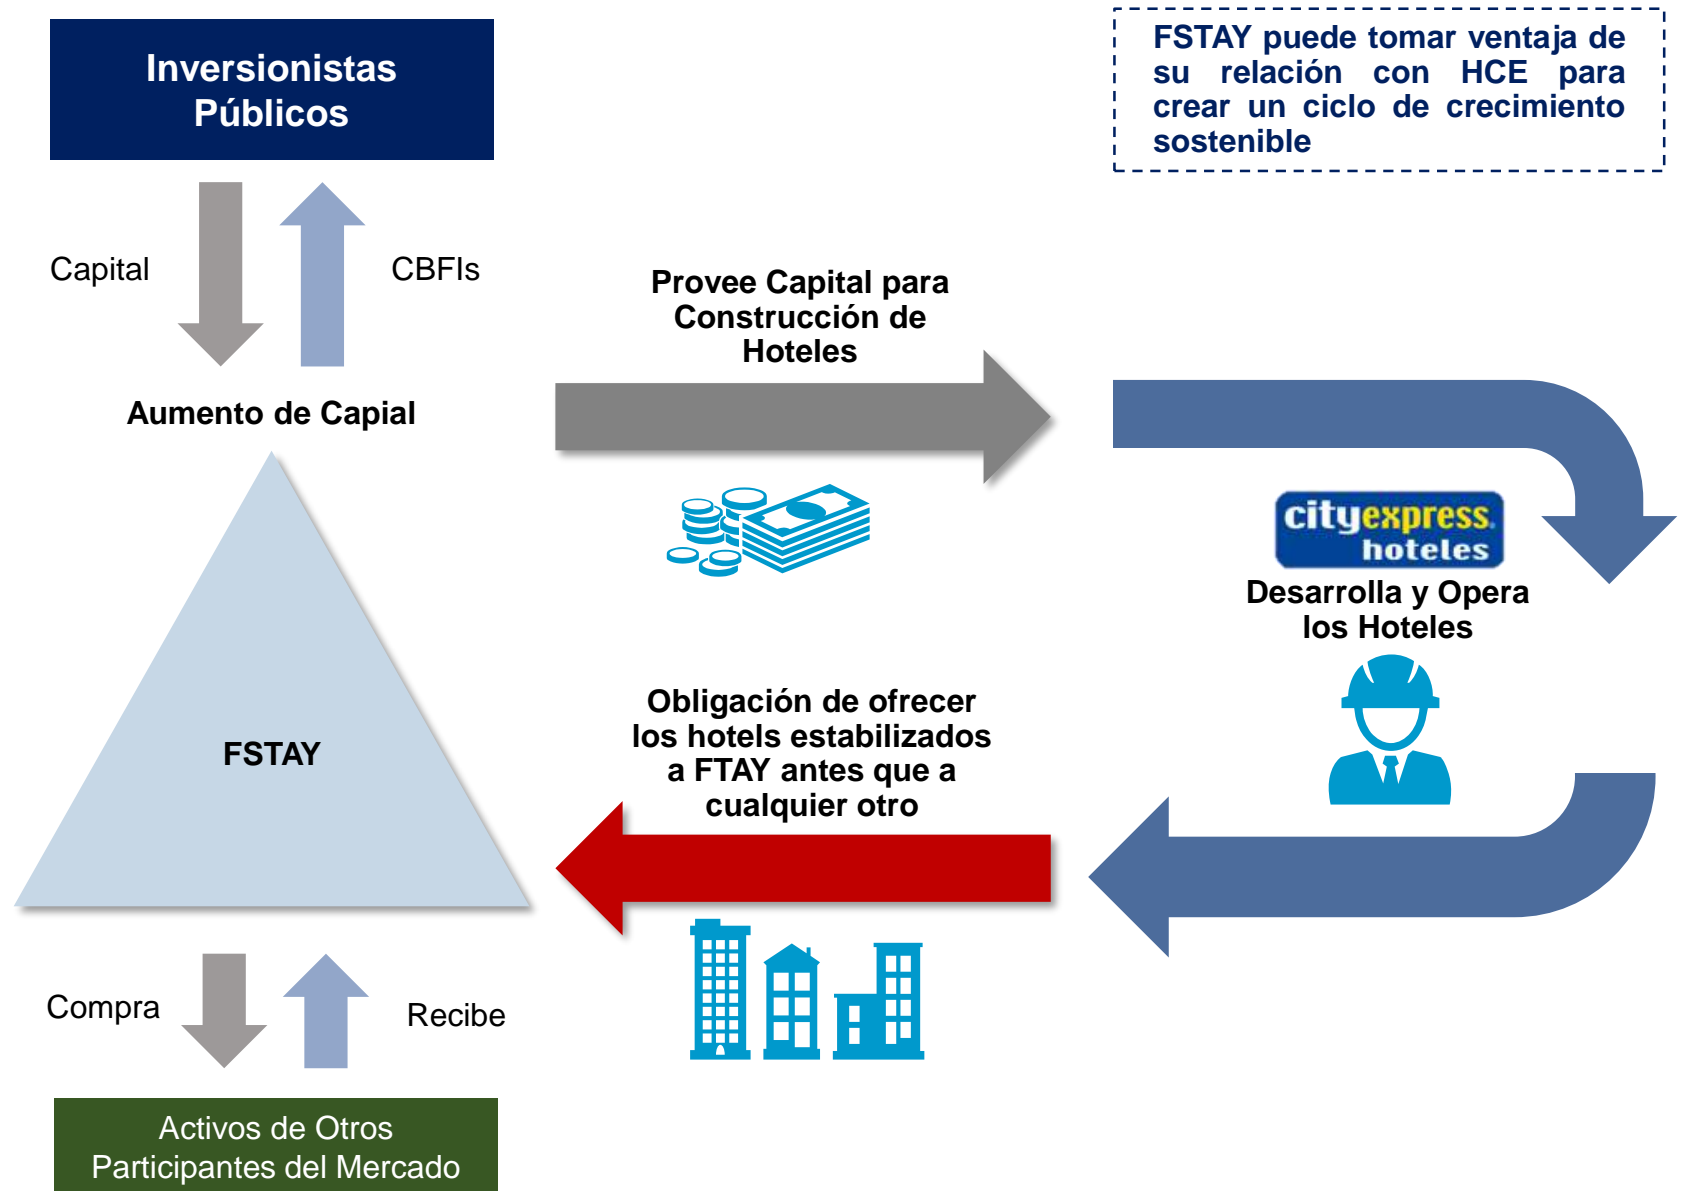 Inversionistas
Públicos
FSTAY puede tomar ventaja de
su relación con HCE para
crear un ciclo de crecimiento
sostenible
Capital
CBFIs
Provee Capital para
Construcción de
Hoteles
Aumento de Capial
cityexpress.
hoteles
Desarrolla y Opera
los Hoteles
Obligación de ofrecer
los hotels estabilizados
a FTAY antes que a
cualquier otro
FSTAY
Compra
Recibe
Activos de Otros
Participantes del Mercado